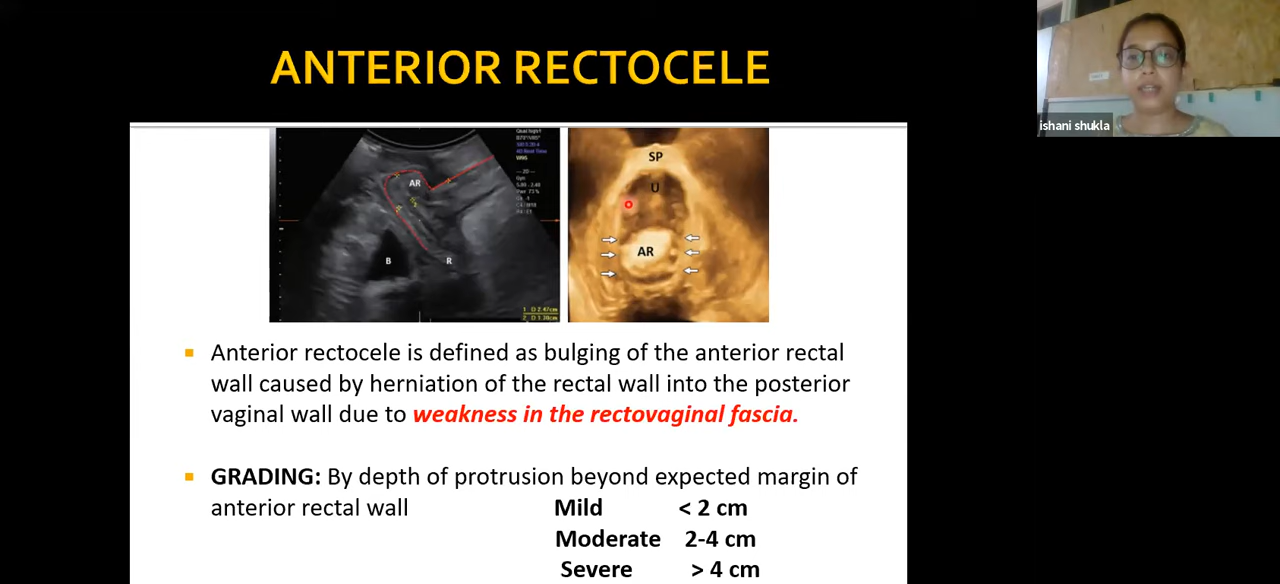 ANTERIOR RECTOCELE
ishani shukla
AR
B
R
SP
U
AR
Anterior rectocele is defined as bulging of the anterior rectal
wall caused by herniation of the rectal wall into the posterior
vaginal wall due to weakness in the rectovaginal fascia.
GRADING: By depth of protrusion beyond expected margin of
anterior rectal wall
Mild < 2 cm
Moderate 2-4 cm
Severe > 4 cm